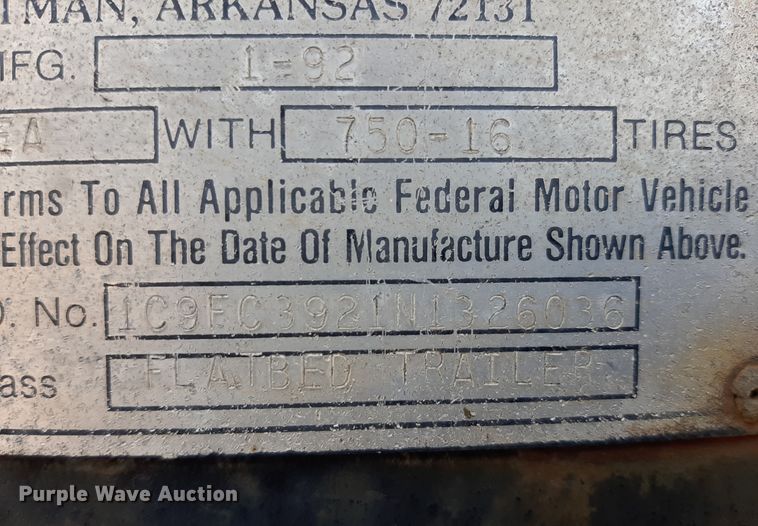 TMAN, ARKANSAS 72131
MFG. 1-92
EA WITH 750-16 TIRES
rms To All Applicable Federal Motor Vehicle
Effect On The Date Of Manufacture Shown Above.
D. No. 1C9EC3921N1326036
ass FLATBED TRAILER
Purple Wave Auction